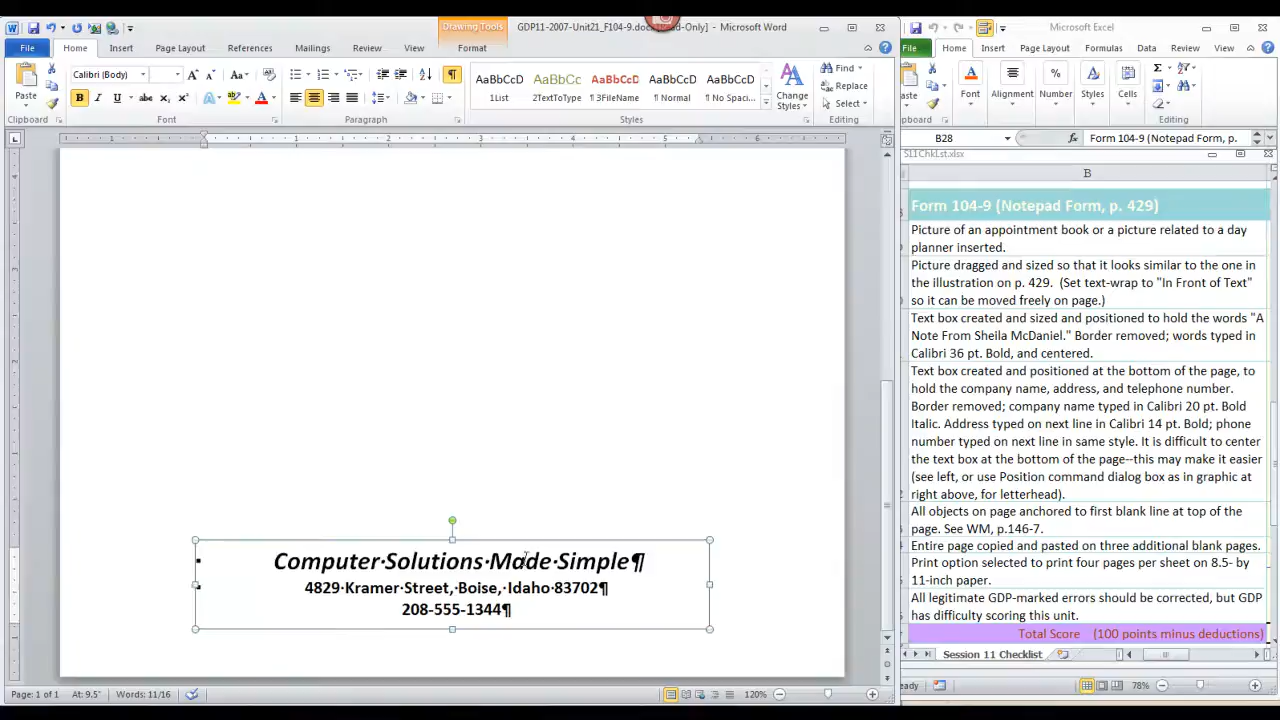 Drawing Tools
GDP11-2007-Unit21_F104-9.doc
d-Only] - Microsoft Word
Microsoft Excel
File
Home
Insert
Page Layout
References
Mailings
Review
View
Format
File
Home
Insert
Page Layout
Formulas
Data
Review
View
Calibri (Body)
Paste
Clipboard
Font
Paragraph
AaBbCcD
¶ 1List
AaBbCc
¶ 2TextToType
AaBbCcD
¶ 3FileName
AaBbCcD
¶ Normal
AaBbCcD
¶ No Spaci...
Change
Styles
Styles
Find
Replace
Select
Editing
aste
Clipboard
Font
Alignment
Number
Styles
Cells
Editing
B28
fx
Form 104-9 (Notepad Form, p.
S11ChkLst.xlsx
B
Form 104-9 (Notepad Form, p. 429)
Picture of an appointment book or a picture related to a day
planner inserted.
Picture dragged and sized so that it looks similar to the one in
the illustration on p. 429. (Set text-wrap to "In Front of Text"
so it can be moved freely on page.)
Text box created and sized and positioned to hold the words "A
Note From Sheila McDaniel." Border removed; words typed in
Calibri 36 pt. Bold, and centered.
Text box created and positioned at the bottom of the page, to
hold the company name, address, and telephone number.
Border removed; company name typed in Calibri 20 pt. Bold
Italic. Address typed on next line in Calibri 14 pt. Bold; phone
number typed on next line in same style. It is difficult to center
the text box at the bottom of the page--this may make it easier
(see left, or use Position command dialog box as in graphic at
right above, for letterhead).
All objects on page anchored to first blank line at top of the
page. See WM, p.146-7.
Entire page copied and pasted on three additional blank pages.
Print option selected to print four pages per sheet on 8.5- by
11-inch paper.
All legitimate GDP-marked errors should be corrected, but GDP
has difficulty scoring this unit.
Total Score (100 points minus deductions)
Session 11 Checklist
eady
78%
Computer·Solutions·Made·Simple¶
4829·Kramer·Street,·Boise,·Idaho·83702¶
208-555-1344¶
Page: 1 of 1
At: 9.5"
Words: 11/16
120%